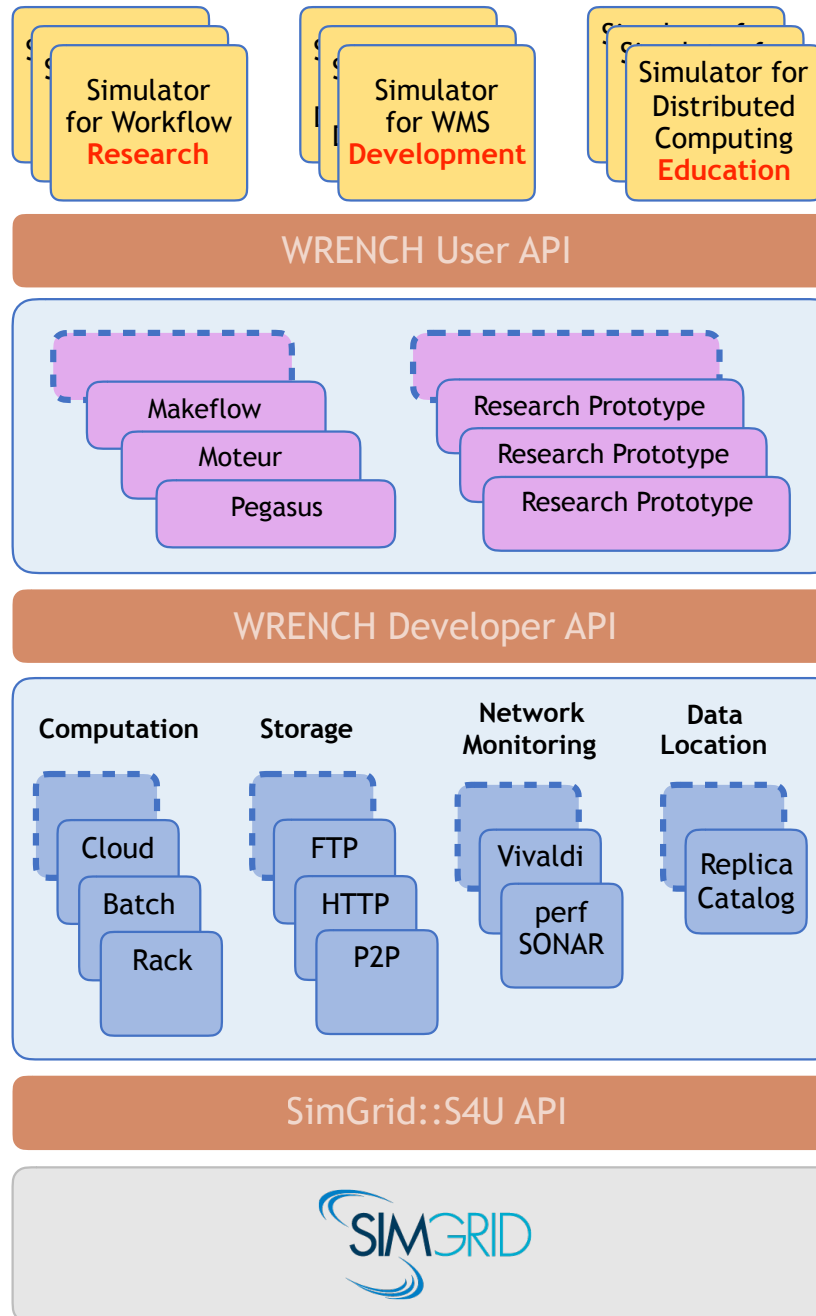 Simulator
for Workflow
Research
Simulator
for WMS
Development
Simulator for
Distributed
Computing
Education
WRENCH User API
Makeflow
Moteur
Pegasus
Research Prototype
Research Prototype
Research Prototype
WRENCH Developer API
Computation
Storage
Network
Monitoring
Data
Location
Cloud
Batch
Rack
FTP
HTTP
P2P
Vivaldi
perf
SONAR
Replica
Catalog
SimGrid::S4U API
SIMGRID